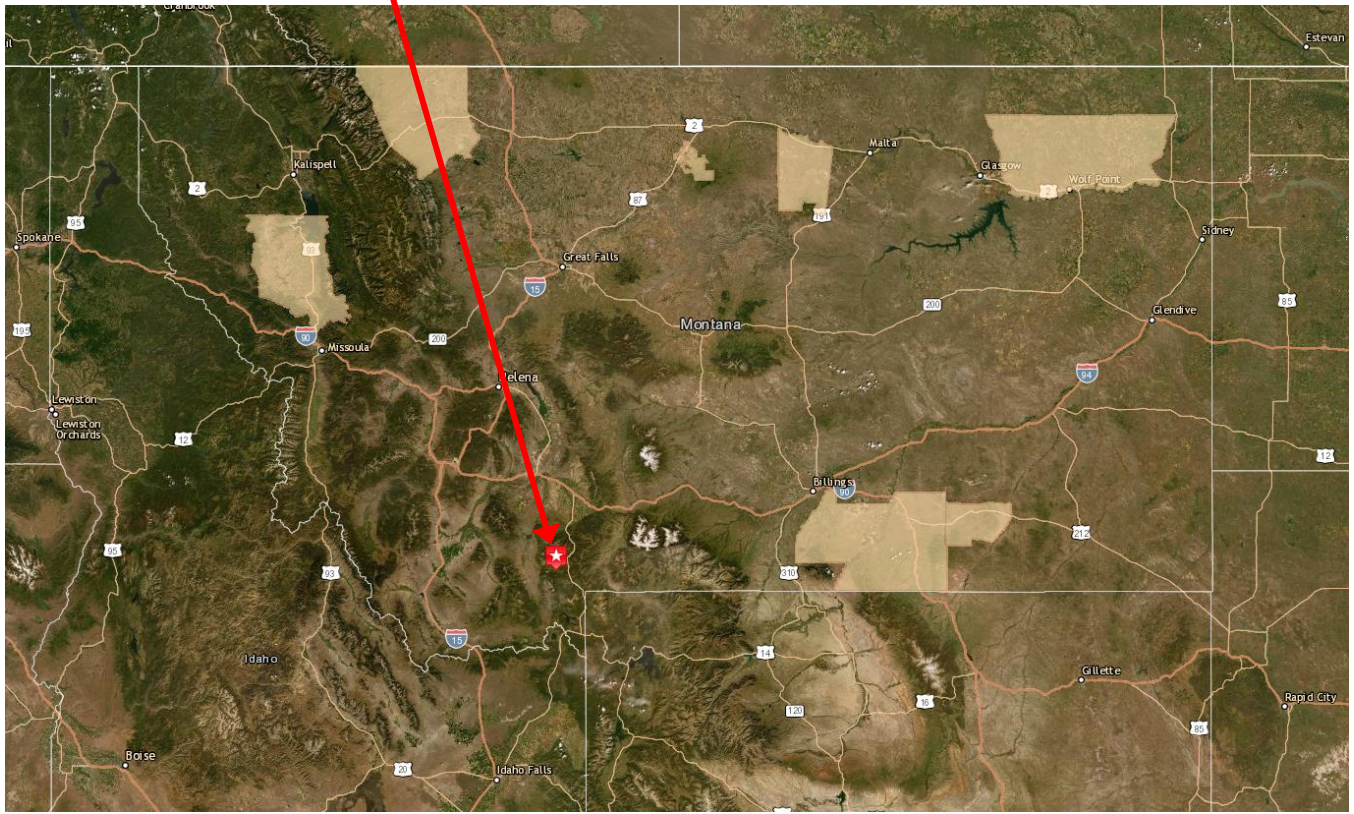 Cranbrook
Estevan
2
Malta
Kalispell
Glasgow
2
Wolf Point
2
87
191
95
Spokane
93
Sidney
Great Falls
15
85
200
Glendive
195
90
200
Montana
Missoula
94
Helena
Lewiston
Lewiston
Orchards
12
12
Billings
90
212
95
93
310
15
14
Idaho
Gillette
16
Rapid City
120
85
Boise
20
Idaho Falls